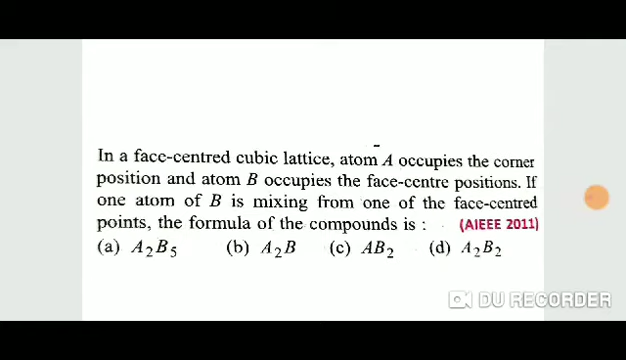 In a face-centred cubic lattice, atom A occupies the corner
position and atom B occupies the face-centre positions. If
one atom of B is mixing from one of the face-centred
points, the formula of the compounds is : (AIEEE 2011)
(a) A₂B₅ (b) A₂B (c) AB₂ (d) A₂B₂
DU RECORDER